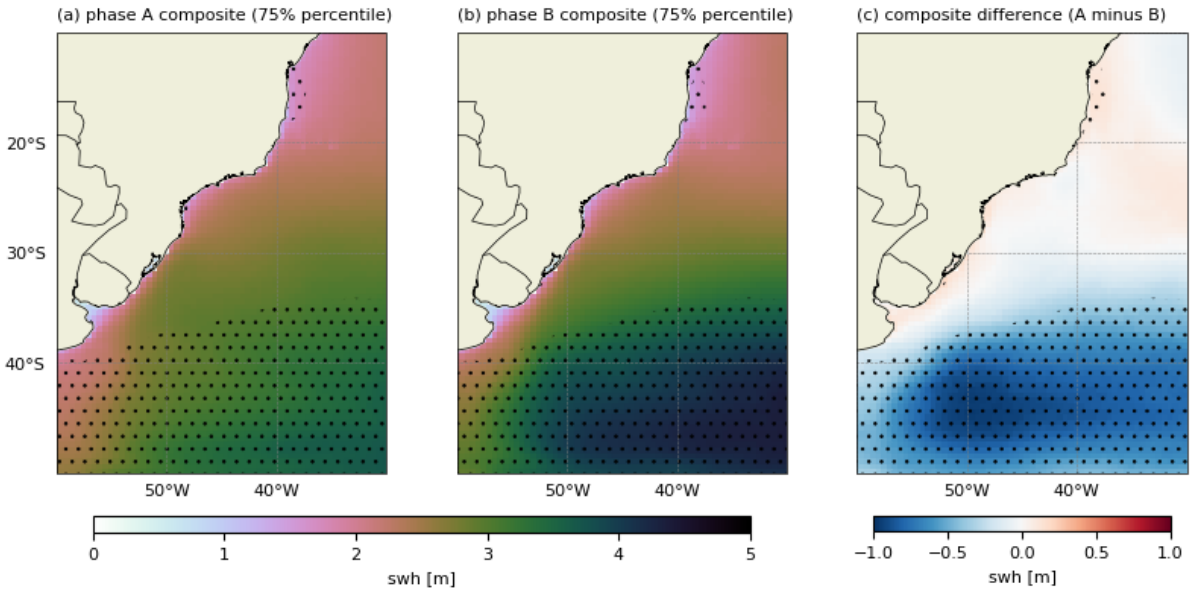 (a) phase A composite (75% percentile)
(b) phase B composite (75% percentile)
(c) composite difference (A minus B)
20°S
30°S
40°S
50°W 40°W
50°W 40°W
50°W 40°W
0 1 2 3 4 5
swh [m]
−1.0 −0.5 0.0 0.5 1.0
swh [m]